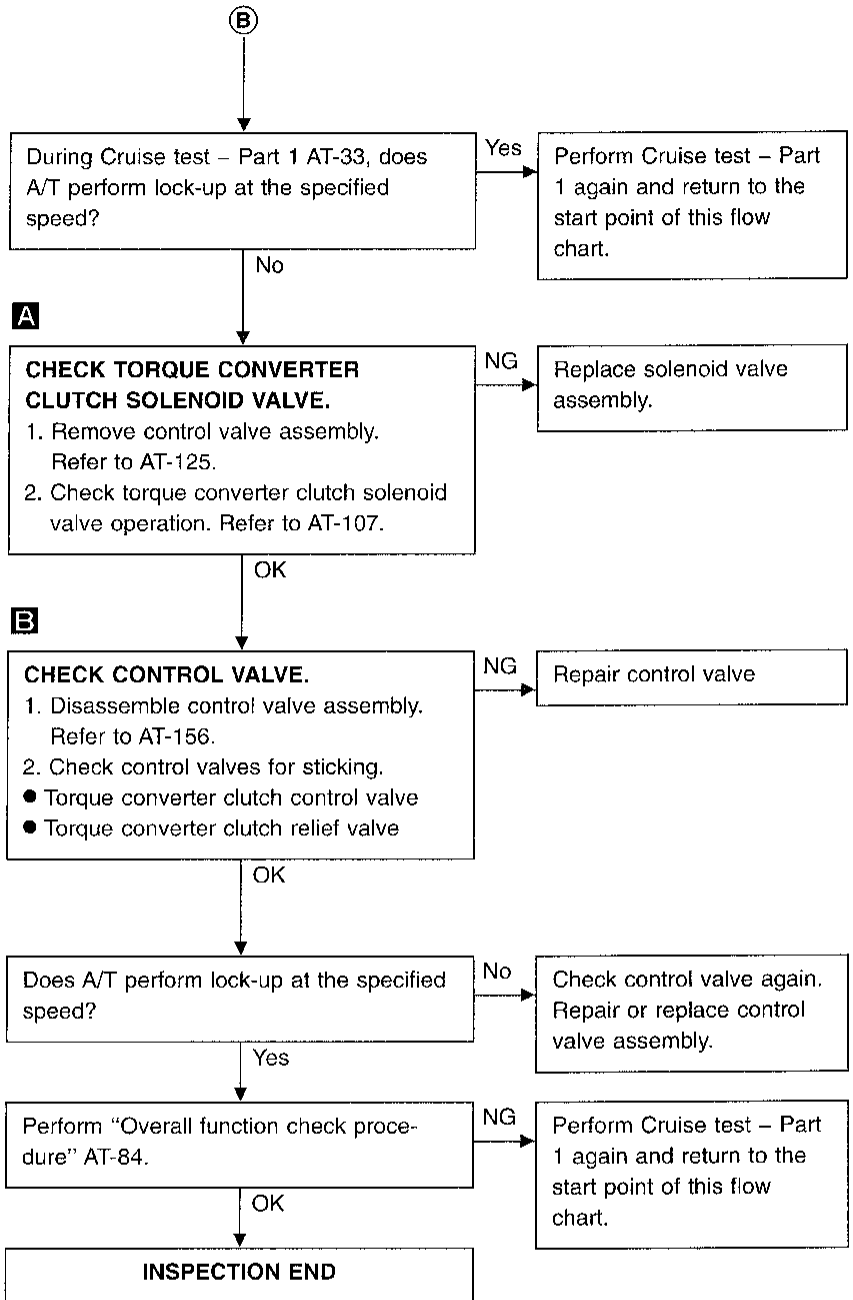 B
During Cruise test – Part 1 AT-33, does
A/T perform lock-up at the specified
speed?
Yes
Perform Cruise test – Part
1 again and return to the
start point of this flow
chart.
No
A
CHECK TORQUE CONVERTER
CLUTCH SOLENOID VALVE.
1. Remove control valve assembly.
Refer to AT-125.
2. Check torque converter clutch solenoid
valve operation. Refer to AT-107.
NG
Replace solenoid valve
assembly.
OK
B
CHECK CONTROL VALVE.
1. Disassemble control valve assembly.
Refer to AT-156.
2. Check control valves for sticking.
● Torque converter clutch control valve
● Torque converter clutch relief valve
NG
Repair control valve
OK
Does A/T perform lock-up at the specified
speed?
No
Check control valve again.
Repair or replace control
valve assembly.
Yes
Perform “Overall function check proce-
dure” AT-84.
NG
Perform Cruise test – Part
1 again and return to the
start point of this flow
chart.
OK
INSPECTION END